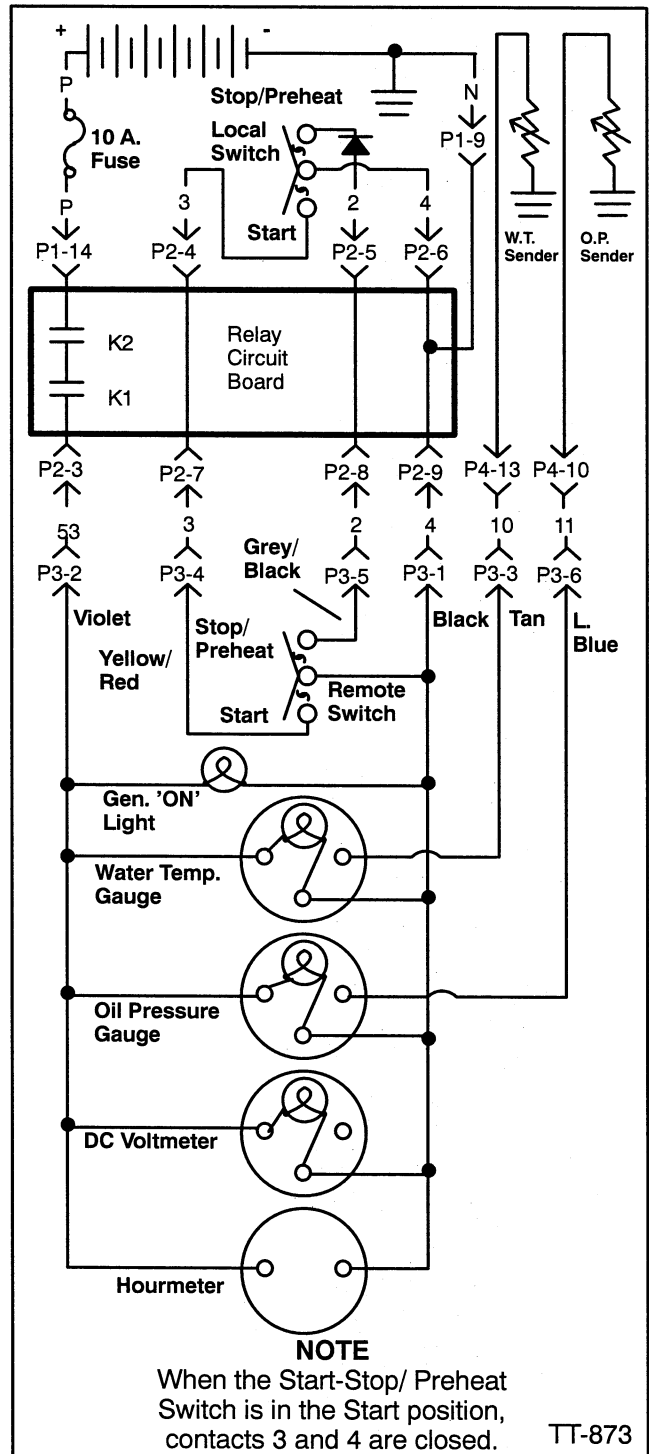 + -
P
Stop/Preheat
N
10 A.
Fuse
Local
Switch
P1-9
P
3
2
4
Start
W.T.
Sender
O.P.
Sender
P1-14
P2-4
P2-5
P2-6
K2
K1
Relay
Circuit
Board
P2-3
P2-7
P2-8
P2-9
P4-13
P4-10
53
3
2
4
10
11
Grey/
Black
P3-2
P3-4
P3-5
P3-1
P3-3
P3-6
Violet
Stop/
Preheat
Black
Tan
L.
Blue
Yellow/
Red
Start
Remote
Switch
Gen. 'ON'
Light
Water Temp.
Gauge
Oil Pressure
Gauge
DC Voltmeter
Hourmeter
NOTE
When the Start-Stop/ Preheat
Switch is in the Start position,
contacts 3 and 4 are closed.
TT-873